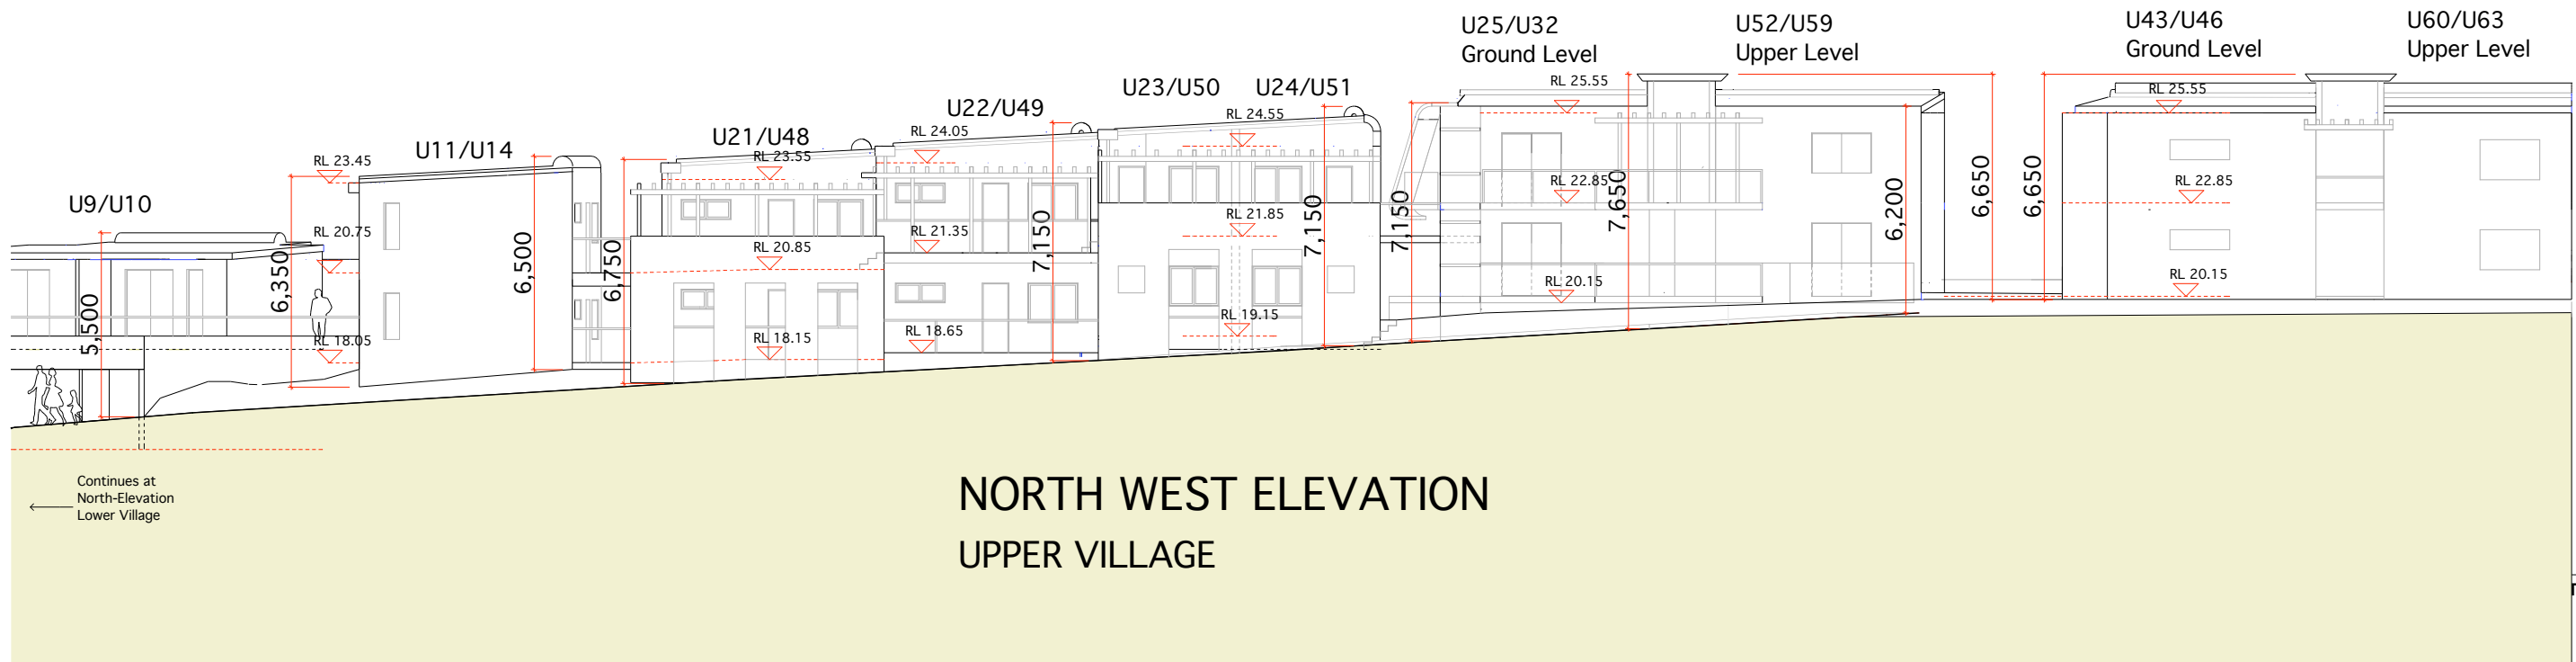 U25/U32
Ground Level
U52/U59
Upper Level
U43/U46
Ground Level
U60/U63
Upper Level
U23/U50
U24/U51
RL 25.55
RL 25.55
U22/U49
RL 24.55
U21/U48
RL 24.05
U11/U14
RL 23.45
RL 23.55
U9/U10
RL 22.85
RL 22.85
RL 20.75
RL 21.35
RL 21.85
RL 20.85
RL 20.15
RL 20.15
RL 18.05
RL 18.15
RL 18.65
RL 19.15
5,500
6,350
6,500
6,750
7,150
7,150
7,150
7,650
6,200
6,650
6,650
Continues at
North-Elevation
Lower Village
NORTH WEST ELEVATION
UPPER VILLAGE